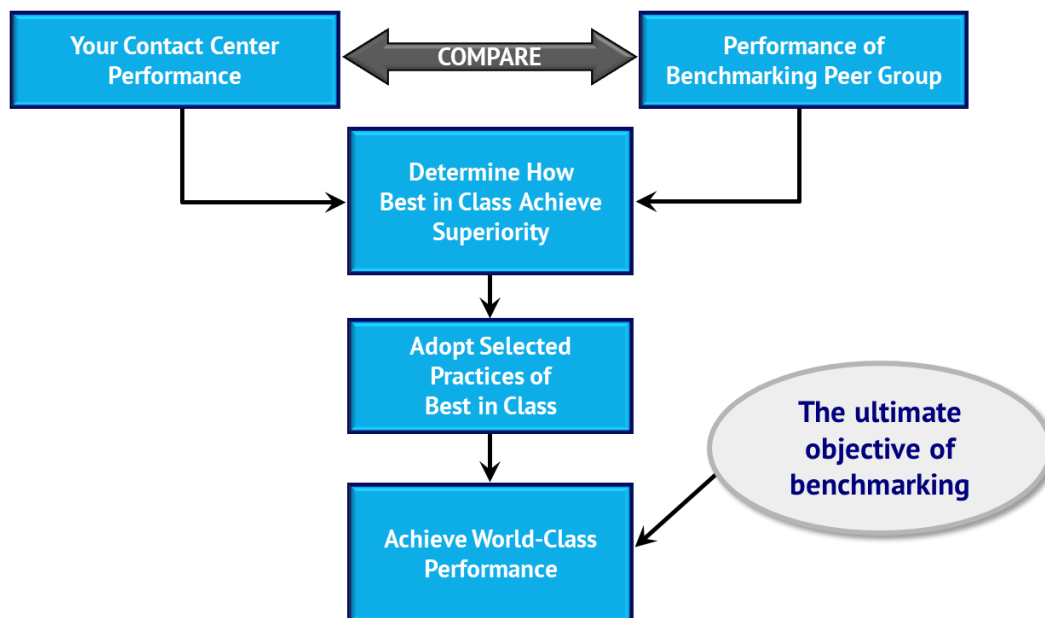 Your Contact Center
Performance
COMPARE
Performance of
Benchmarking Peer Group
Determine How
Best in Class Achieve
Superiority
Adopt Selected
Practices of
Best in Class
The ultimate
objective of
benchmarking
Achieve World-Class
Performance